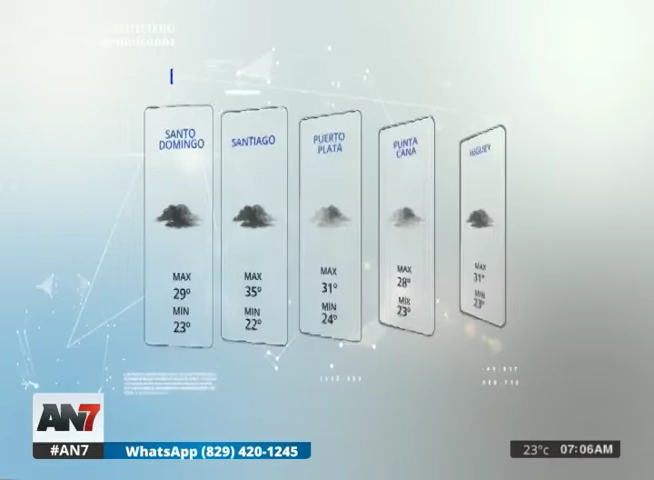 SANTO
DOMINGO
SANTIAGO
PUERTO
PLATA
PUNTA
CANA
HIGUEY
MAX
29º
MIN
23º
MAX
35º
MIN
22º
MAX
31º
MIN
24º
MAX
28º
MIN
23º
MAX
31º
MIN
23º
AN7
#AN7
WhatsApp (829) 420-1245
23°c 07:06AM